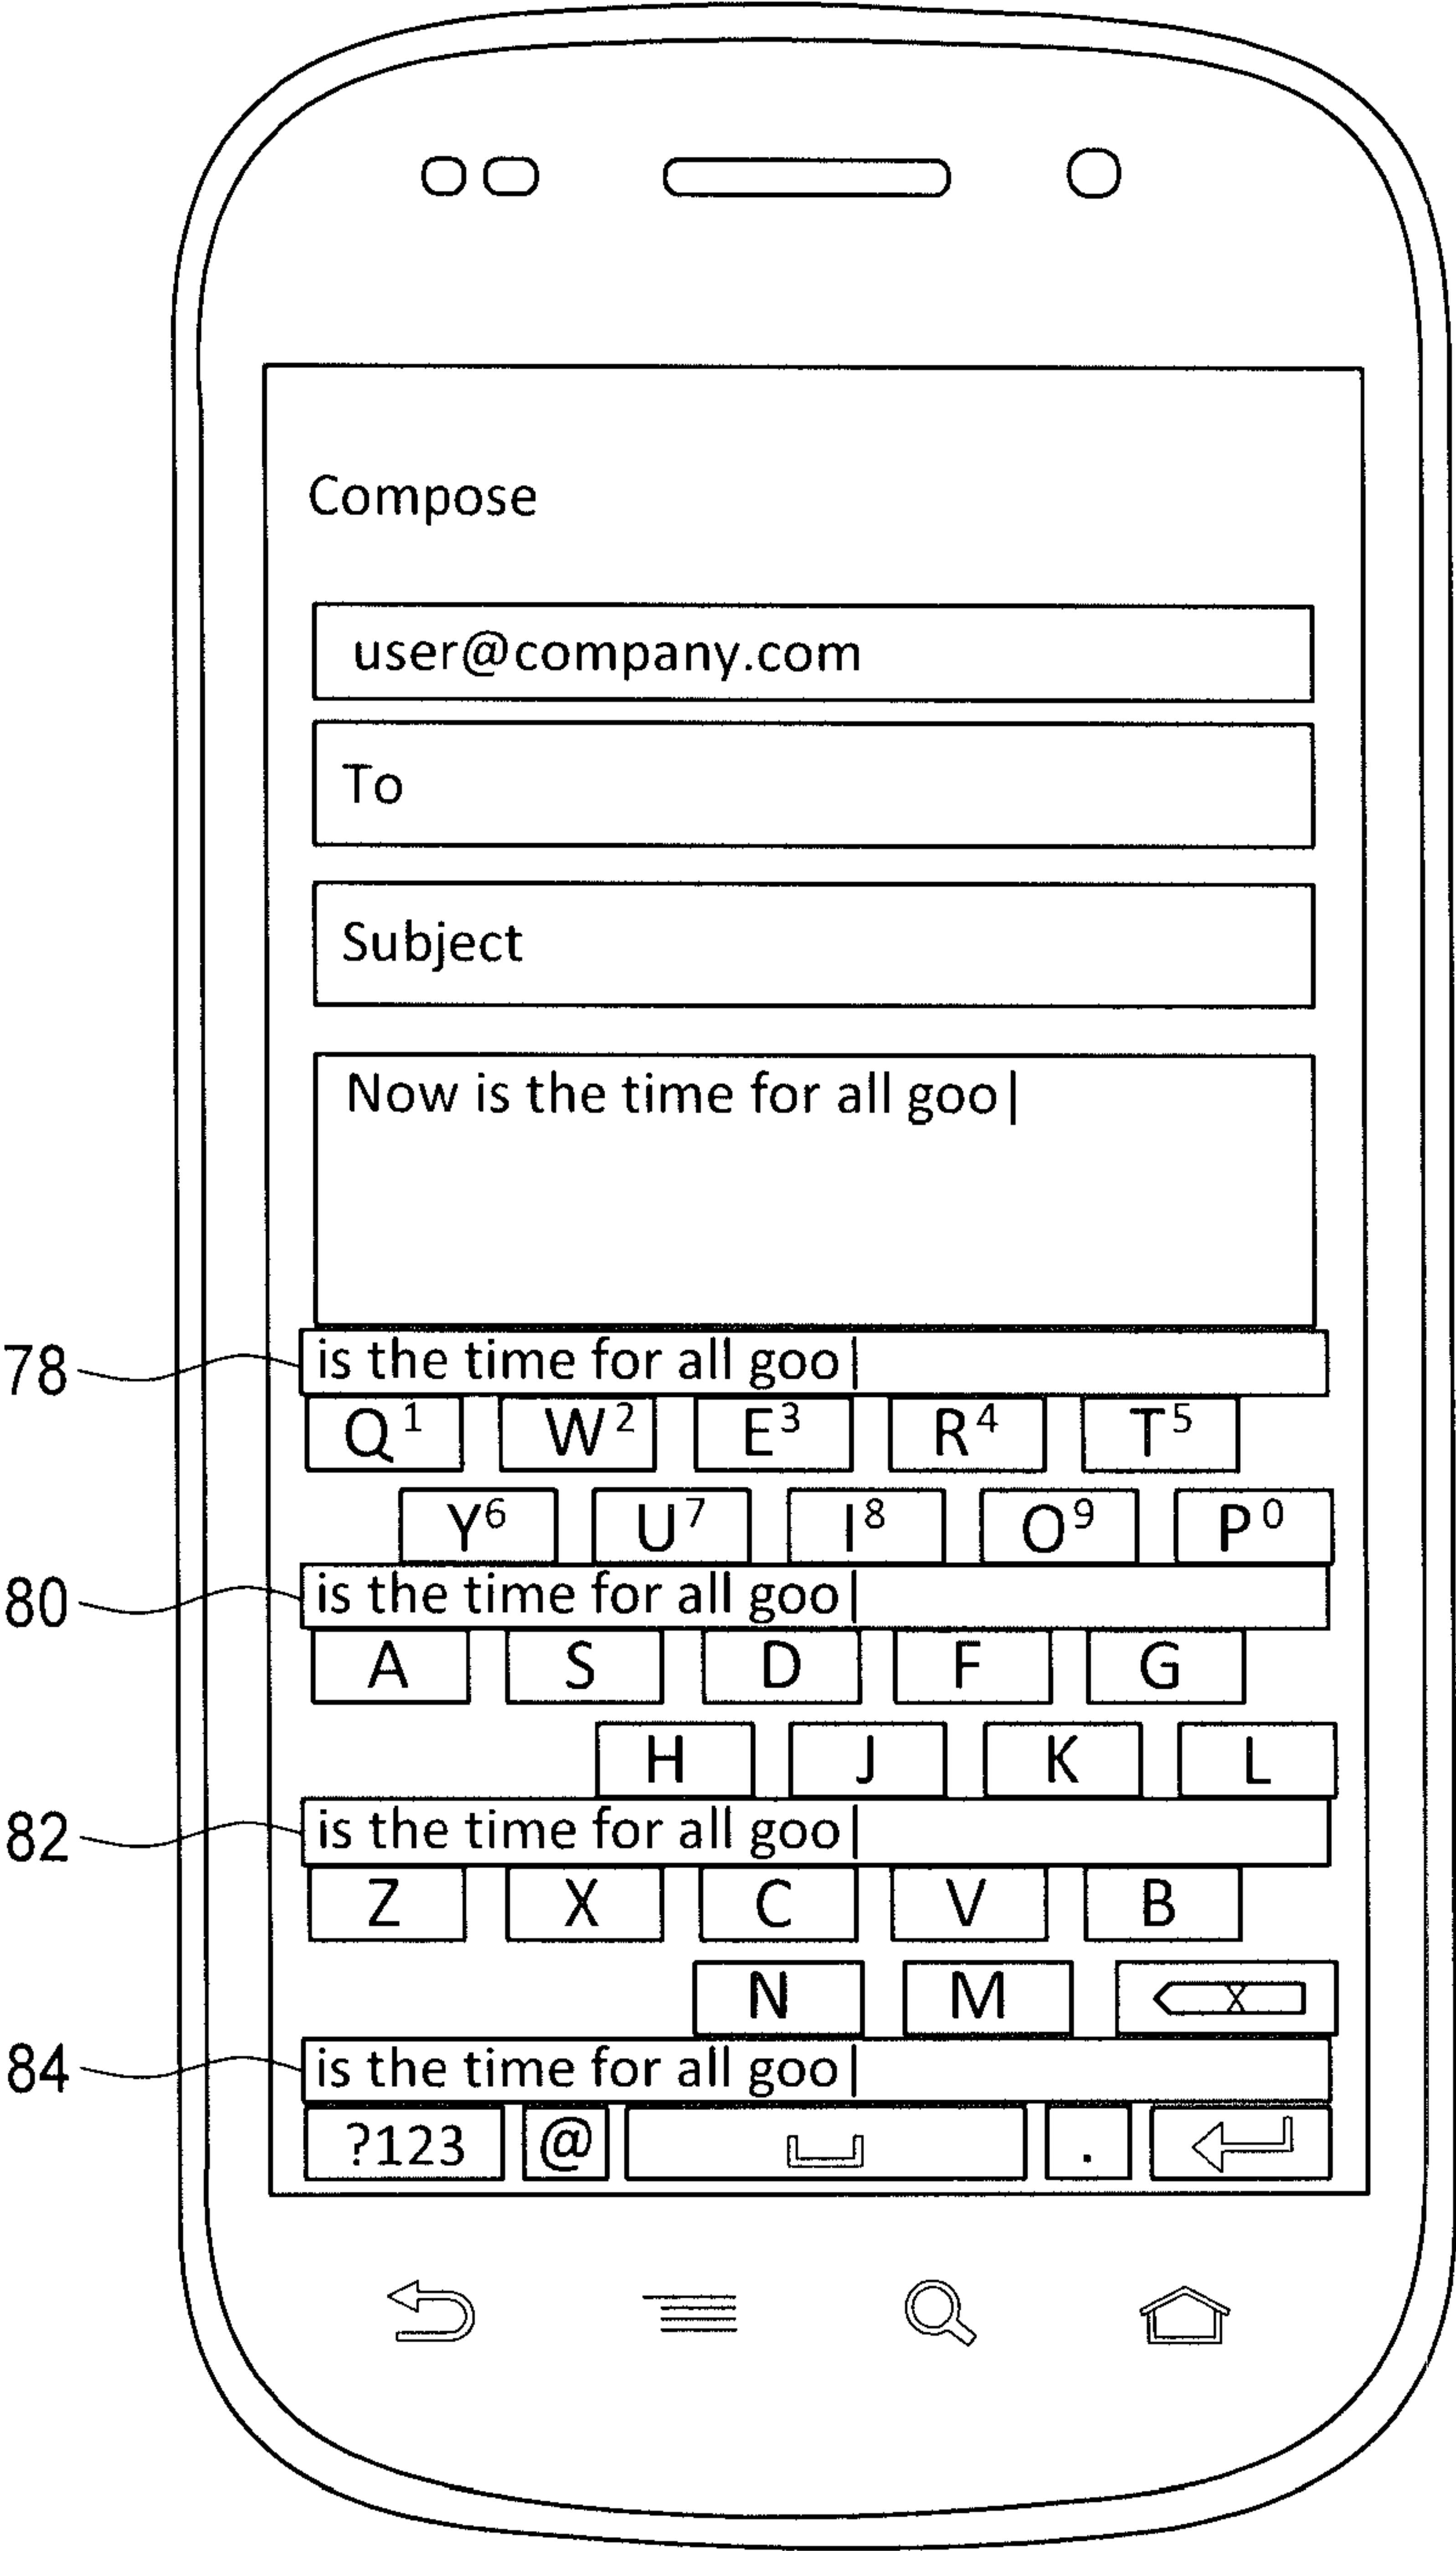 Compose
user@company.com
To
Subject
Now is the time for all goo|
78 is the time for all goo|
Q1 W2 E3 R4 T5
Y6 U7 I8 O9 P0
80 is the time for all goo|
A S D F G
H J K L
82 is the time for all goo|
Z X C V B
N M X
84 is the time for all goo|
?123 @ .